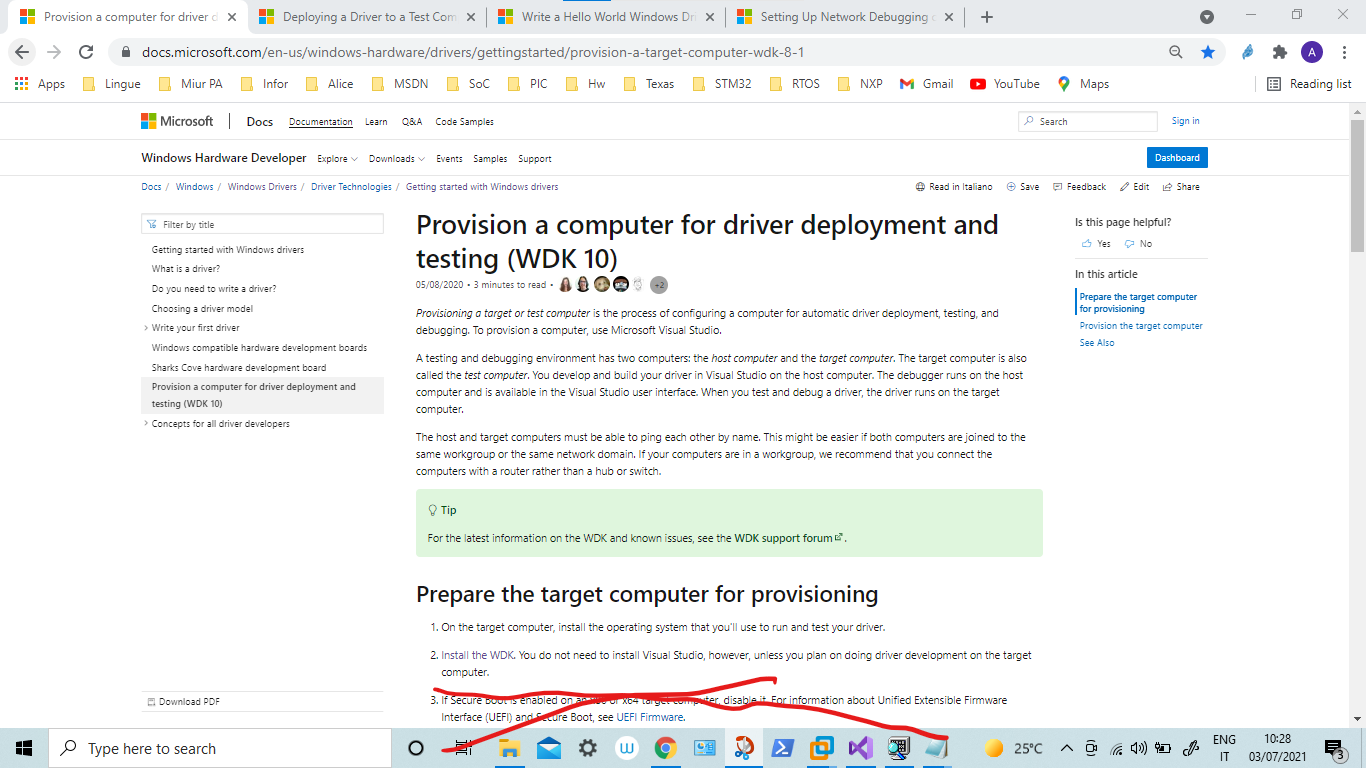 Provision a computer for driver d
Deploying a Driver to a Test Com
Write a Hello World Windows Dri
Setting Up Network Debugging o
docs.microsoft.com/en-us/windows-hardware/drivers/gettingstarted/provision-a-target-computer-wdk-8-1
A
Apps
Lingue
Miur PA
Infor
Alice
MSDN
SoC
PIC
Hw
Texas
STM32
RTOS
NXP
Gmail
YouTube
Maps
Reading list
Microsoft
Docs
Documentation
Learn
Q&A
Code Samples
Search
Sign in
Windows Hardware Developer
Explore
Downloads
Events
Samples
Support
Dashboard
Docs / Windows / Windows Drivers / Driver Technologies / Getting started with Windows drivers
Read in Italiano
Save
Feedback
Edit
Share
Filter by title
Getting started with Windows drivers
What is a driver?
Do you need to write a driver?
Choosing a driver model
Write your first driver
Windows compatible hardware development boards
Sharks Cove hardware development board
Provision a computer for driver deployment and
testing (WDK 10)
Concepts for all driver developers
Download PDF
Provision a computer for driver deployment and
testing (WDK 10)
05/08/2020 • 3 minutes to read •
+2
Provisioning a target or test computer is the process of configuring a computer for automatic driver deployment, testing, and
debugging. To provision a computer, use Microsoft Visual Studio.
A testing and debugging environment has two computers: the host computer and the target computer. The target computer is also
called the test computer. You develop and build your driver in Visual Studio on the host computer. The debugger runs on the host
computer and is available in the Visual Studio user interface. When you test and debug a driver, the driver runs on the target
computer.
The host and target computers must be able to ping each other by name. This might be easier if both computers are joined to the
same workgroup or the same network domain. If your computers are in a workgroup, we recommend that you connect the
computers with a router rather than a hub or switch.
Tip
For the latest information on the WDK and known issues, see the WDK support forum.
Prepare the target computer for provisioning
1. On the target computer, install the operating system that you'll use to run and test your driver.
2. Install the WDK. You do not need to install Visual Studio, however, unless you plan on doing driver development on the target
computer.
3. If Secure Boot is enabled on an x86 or x64 target computer, disable it. For information about Unified Extensible Firmware
Interface (UEFI) and Secure Boot, see UEFI Firmware.
Is this page helpful?
Yes
No
In this article
Prepare the target computer
for provisioning
Provision the target computer
See Also
Type here to search
25°C
ENG
IT
10:28
03/07/2021
3